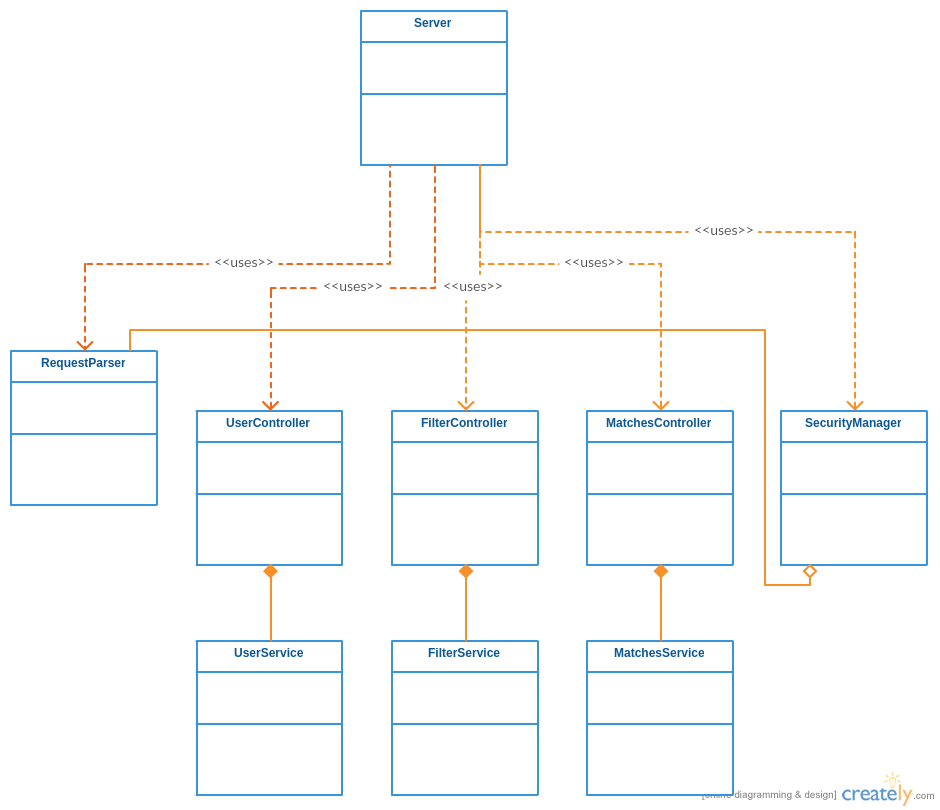 Server
<<uses>>
<<uses>>
<<uses>>
<<uses>>
<<uses>>
RequestParser
UserController
FilterController
MatchesController
SecurityManager
UserService
FilterService
MatchesService
[online diagramming & design] creately.com